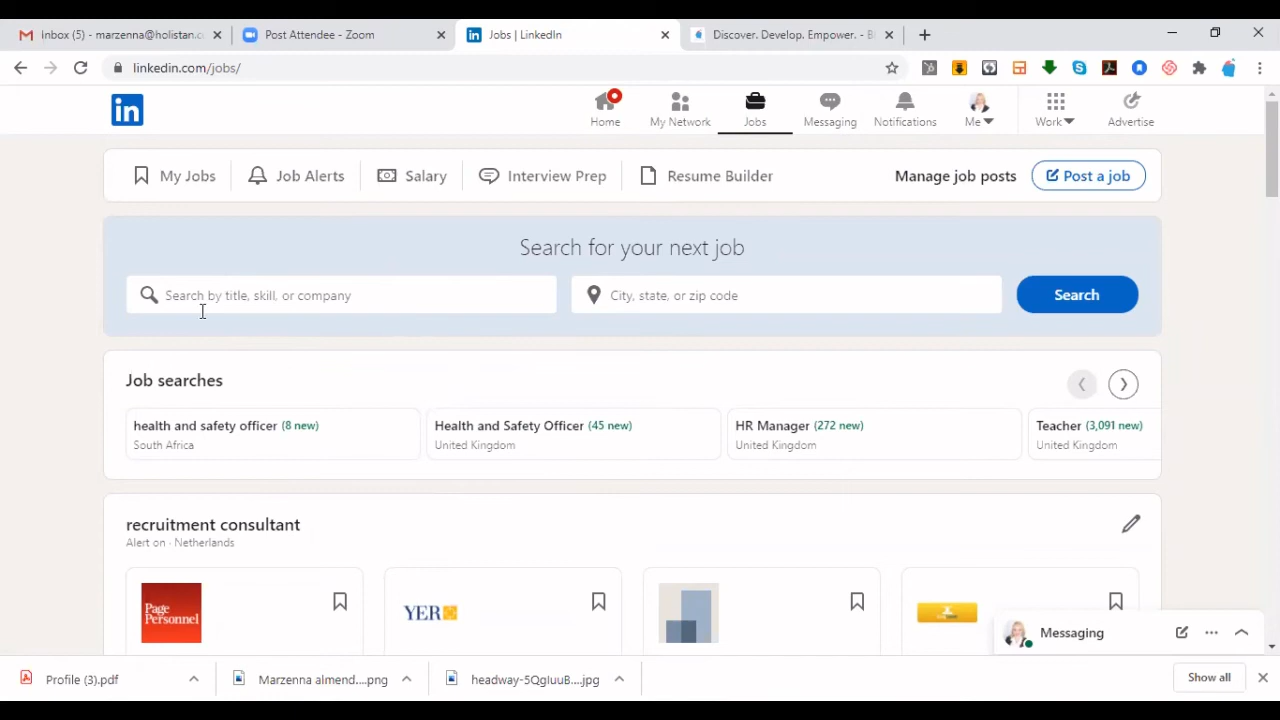 Inbox (5) - marzenna@holistan.c
Post Attendee - Zoom
Jobs | LinkedIn
Discover. Develop. Empower. - Bl
linkedin.com/jobs/
in
Home
My Network
Jobs
Messaging
Notifications
Me
Work
Advertise
My Jobs
Job Alerts
Salary
Interview Prep
Resume Builder
Manage job posts
Post a job
Search for your next job
Search by title, skill, or company
City, state, or zip code
Search
Job searches
health and safety officer (8 new)
South Africa
Health and Safety Officer (45 new)
United Kingdom
HR Manager (272 new)
United Kingdom
Teacher (3,091 new)
United Kingdom
recruitment consultant
Alert on · Netherlands
Page
Personnel
YER
Messaging
Profile (3).pdf
Marzenna almend....png
headway-5QgIuuB....jpg
Show all